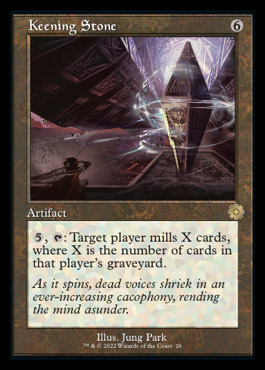 Keening Stone 6
Artifact
5, T: Target player mills X cards,
where X is the number of cards in
that player's graveyard.
As it spins, dead voices shriek in an
ever-increasing cacophony, rending
the mind asunder.
Illus. Jung Park
™ & © 2022 Wizards of the Coast 26